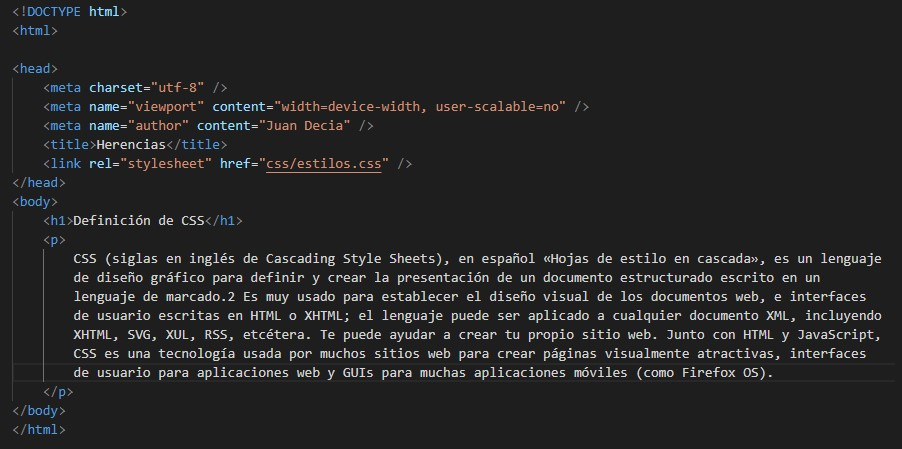 <!DOCTYPE html>
<html>
<head>
<meta charset="utf-8" />
<meta name="viewport" content="width=device-width, user-scalable=no" />
<meta name="author" content="Juan Decia" />
<title>Herencias</title>
<link rel="stylesheet" href="css/estilos.css" />
</head>
<body>
<h1>Definición de CSS</h1>
<p>
CSS (siglas en inglés de Cascading Style Sheets), en español «Hojas de estilo en cascada», es un lenguaje
de diseño gráfico para definir y crear la presentación de un documento estructurado escrito en un
lenguaje de marcado.2 Es muy usado para establecer el diseño visual de los documentos web, e interfaces
de usuario escritas en HTML o XHTML; el lenguaje puede ser aplicado a cualquier documento XML, incluyendo
XHTML, SVG, XUL, RSS, etcétera. Te puede ayudar a crear tu propio sitio web. Junto con HTML y JavaScript,
CSS es una tecnología usada por muchos sitios web para crear páginas visualmente atractivas, interfaces
de usuario para aplicaciones web y GUIs para muchas aplicaciones móviles (como Firefox OS).
</p>
</body>
</html>